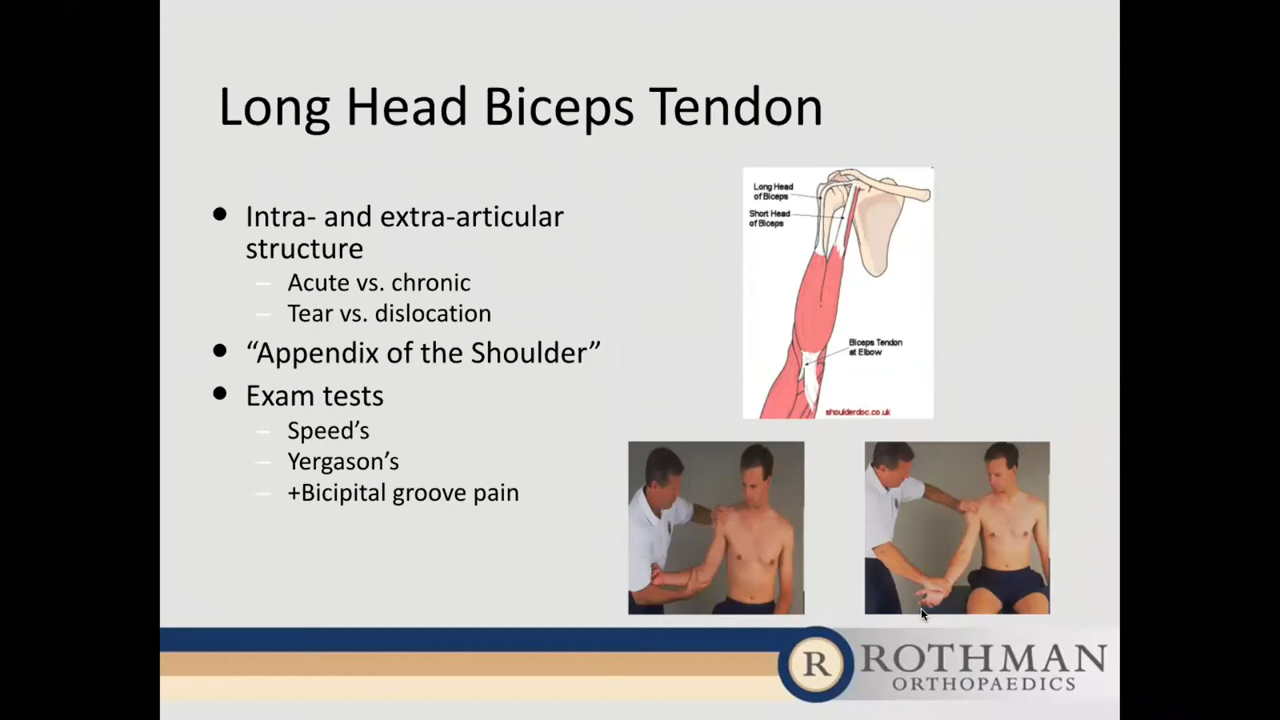 Long Head Biceps Tendon
Intra- and extra-articular
structure
Acute vs. chronic
Tear vs. dislocation
“Appendix of the Shoulder”
Exam tests
Speed’s
Yergason’s
+Bicipital groove pain
Long Head
of Biceps
Short Head
of Biceps
Biceps Tendon
at Elbow
shoulderdoc.co.uk
R ROTHMAN
ORTHOPAEDICS